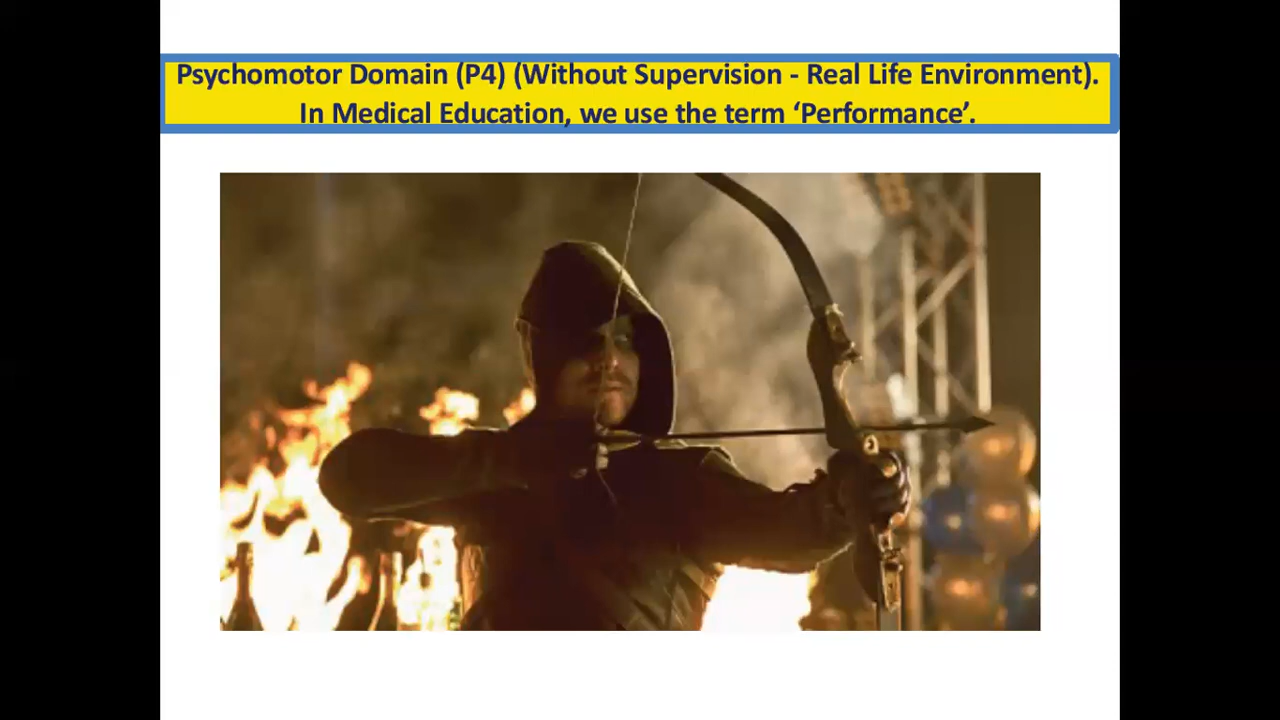 Psychomotor Domain (P4) (Without Supervision - Real Life Environment).
In Medical Education, we use the term ‘Performance’.